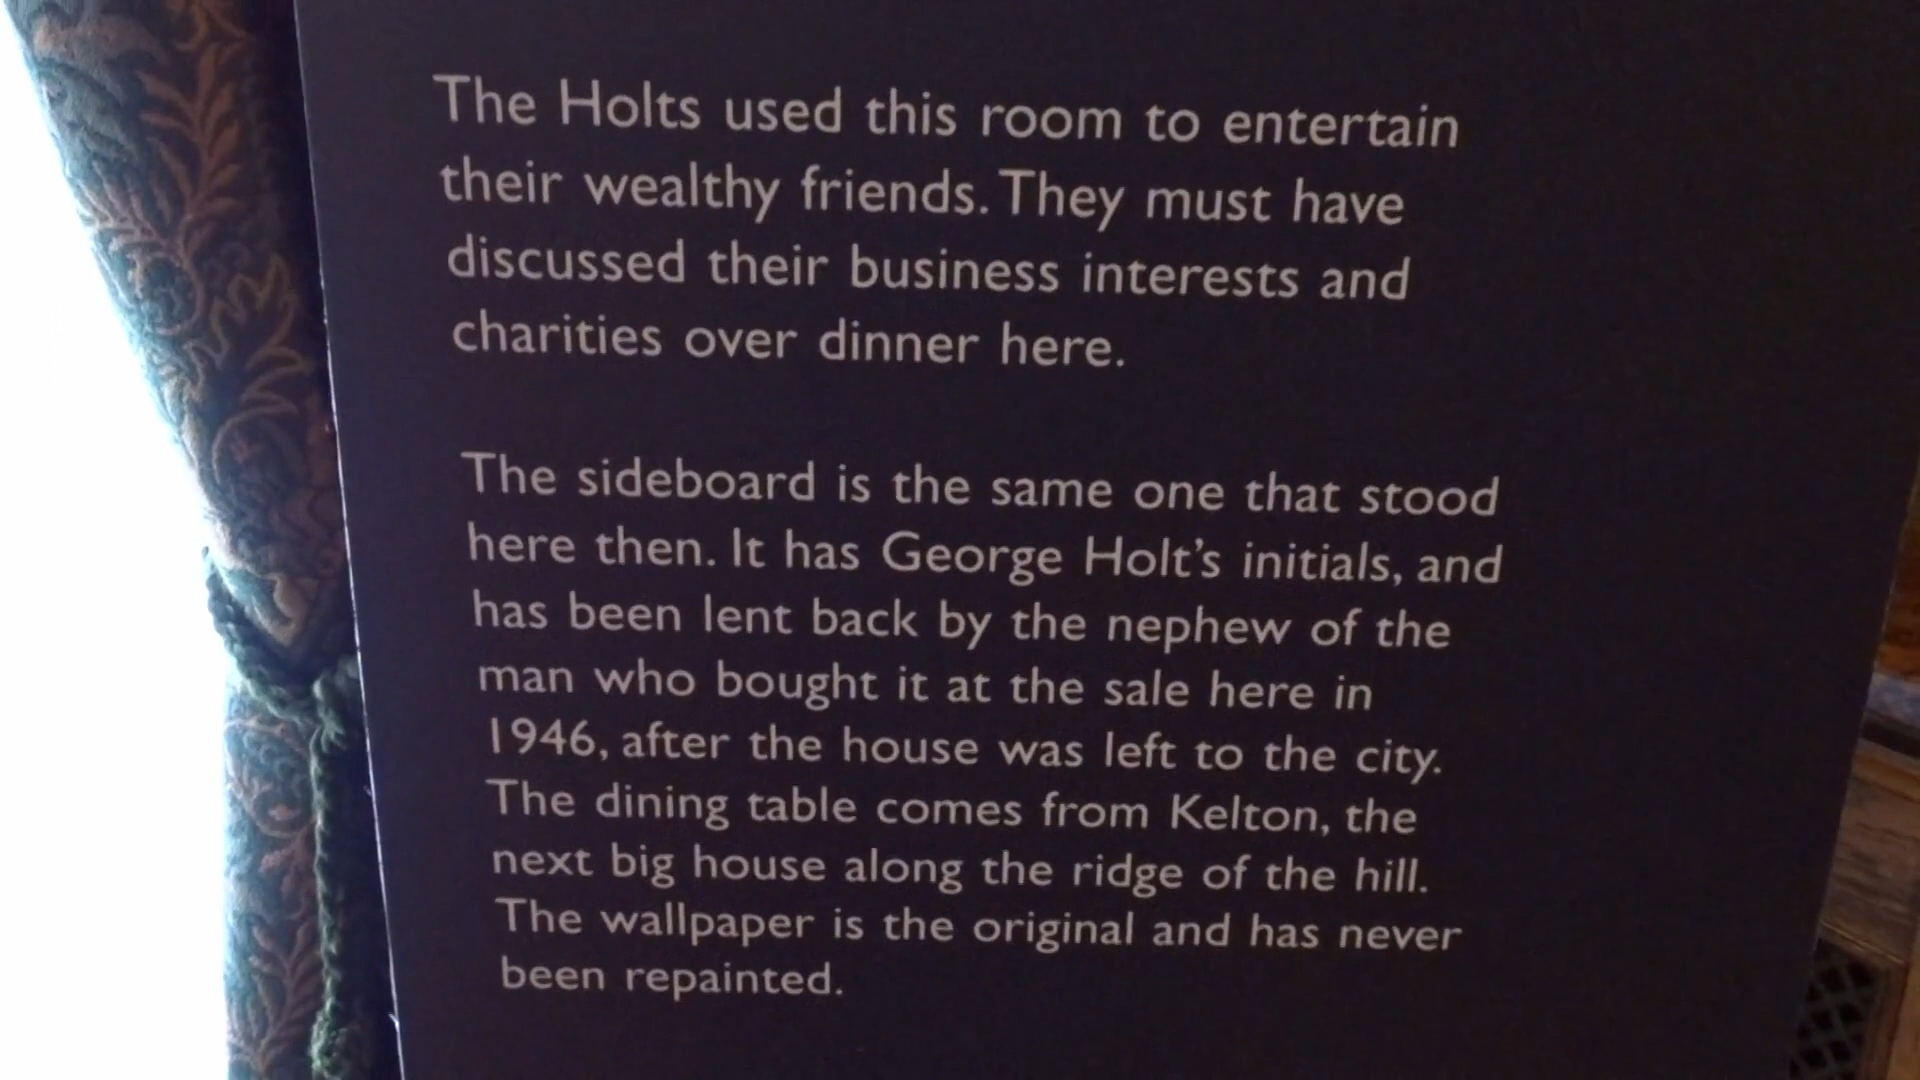 The Holts used this room to entertain
their wealthy friends. They must have
discussed their business interests and
charities over dinner here.
The sideboard is the same one that stood
here then. It has George Holt’s initials, and
has been lent back by the nephew of the
man who bought it at the sale here in
1946, after the house was left to the city.
The dining table comes from Kelton, the
next big house along the ridge of the hill.
The wallpaper is the original and has never
been repainted.